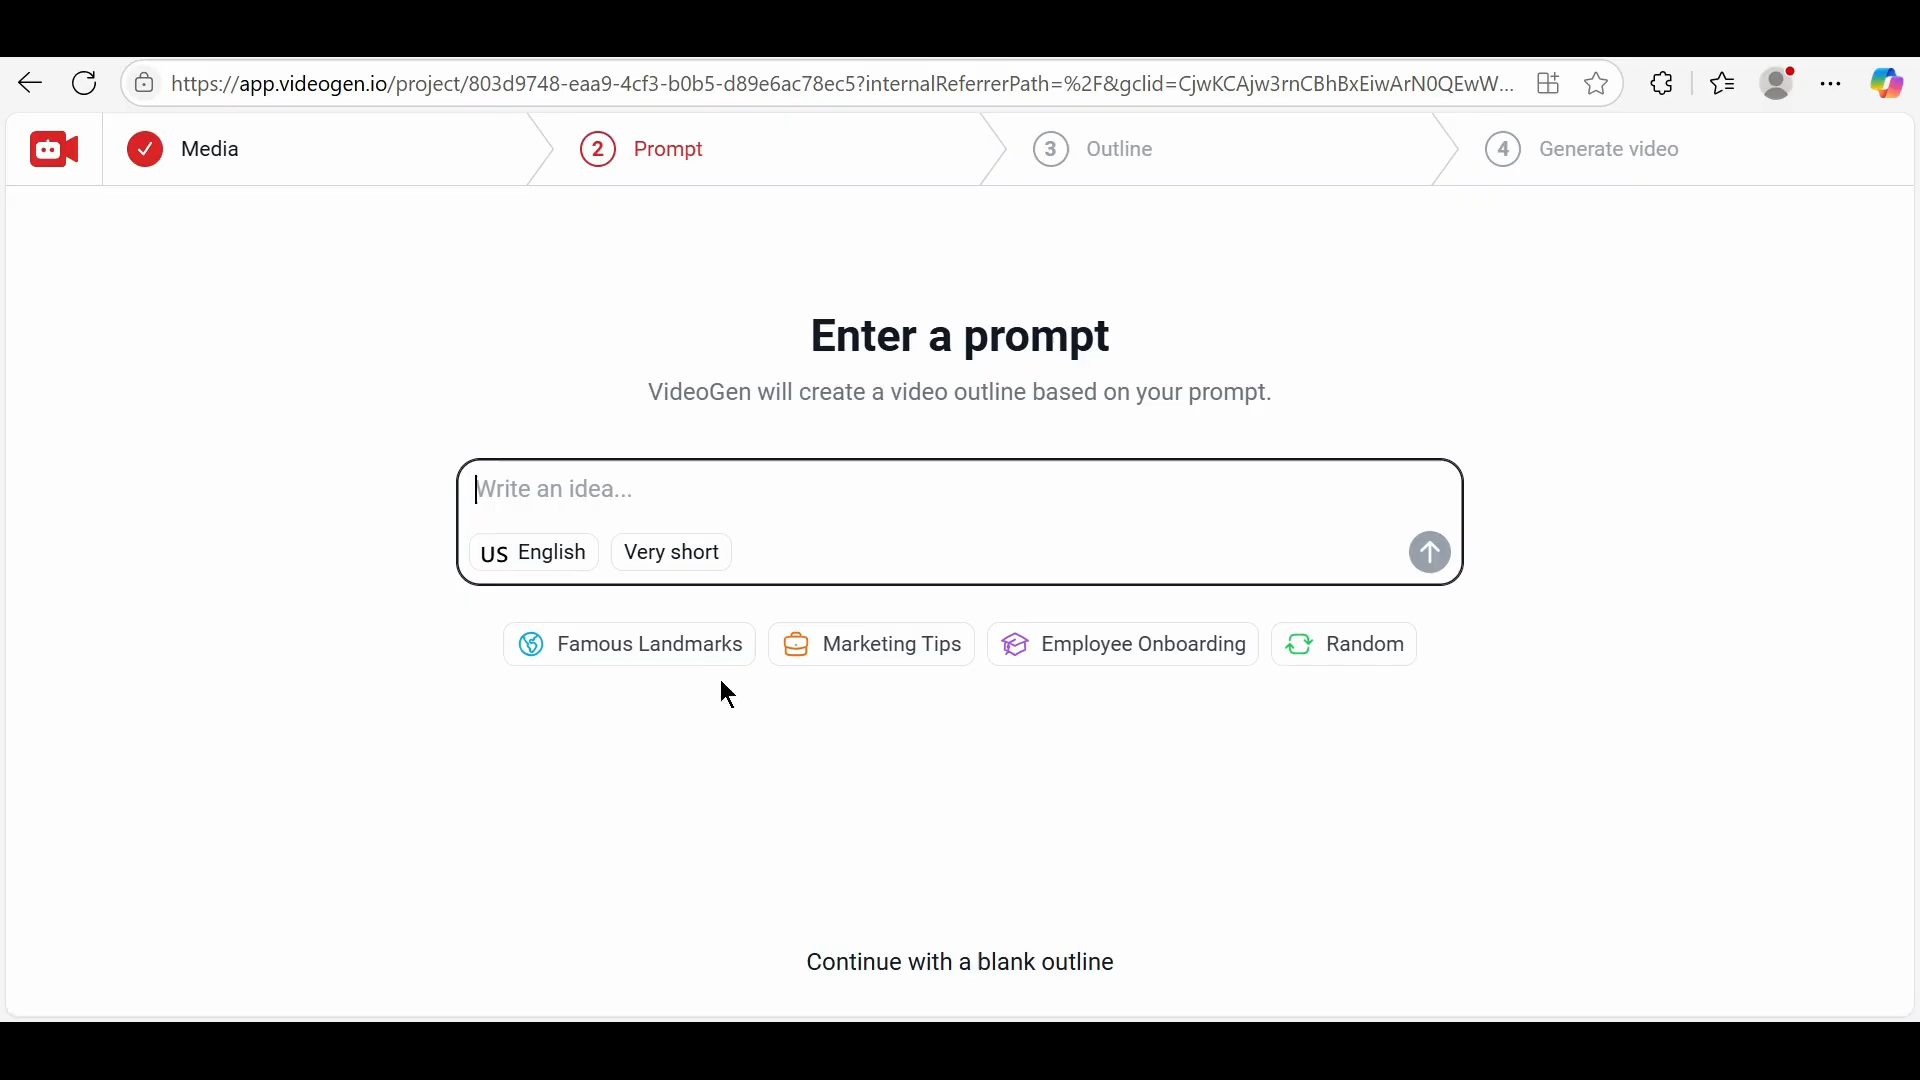 https://app.videogen.io/project/803d9748-eaa9-4cf3-b0b5-d89e6ac78ec5?internalReferrerPath=%2F&gclid=CjwKCAjw3rnCBhBxEiwArN0QEwW...
Media
2 Prompt
3 Outline
4 Generate video
Enter a prompt
VideoGen will create a video outline based on your prompt.
Write an idea...
US English Very short
Famous Landmarks Marketing Tips Employee Onboarding Random
Continue with a blank outline